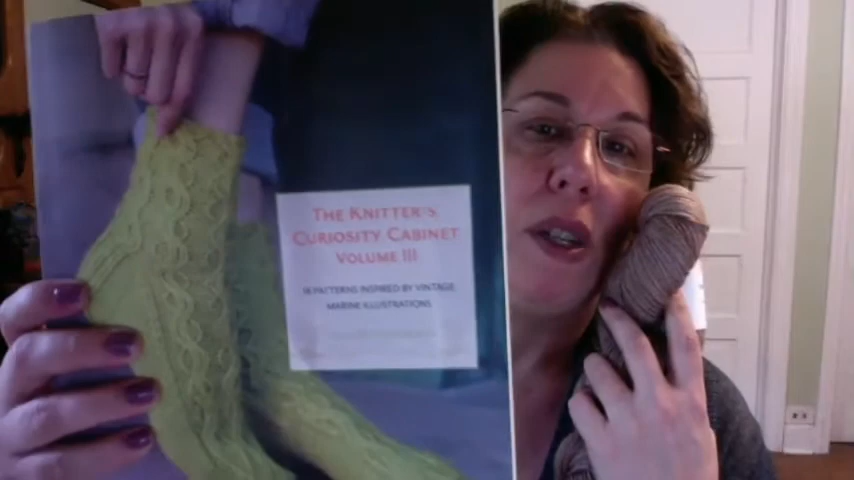 THE KNITTER'S
CURIOSITY CABINET
VOLUME III
18 PATTERNS INSPIRED BY VINTAGE
MARINE ILLUSTRATIONS